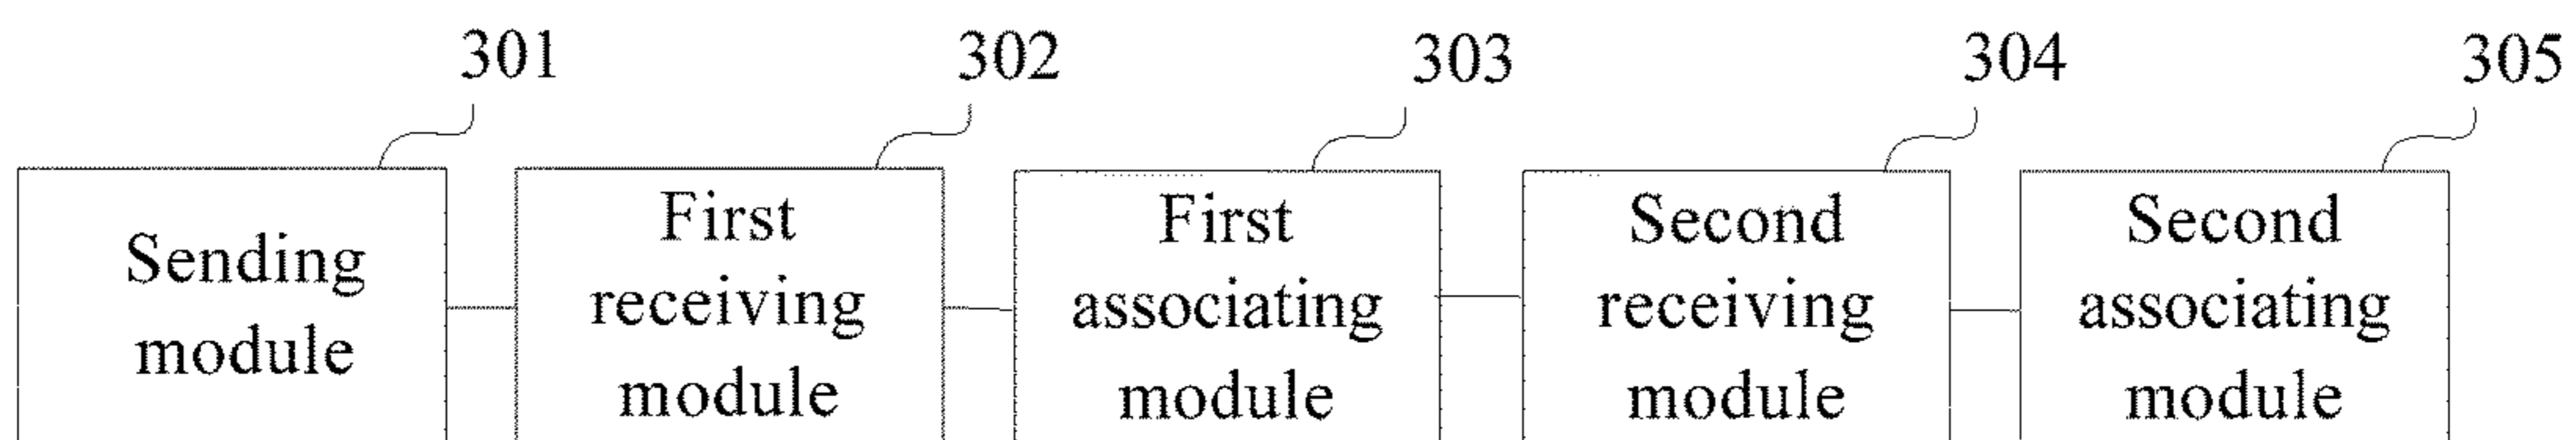 301
302
303
304
305
Sending
module
First
receiving
module
First
associating
module
Second
receiving
module
Second
associating
module